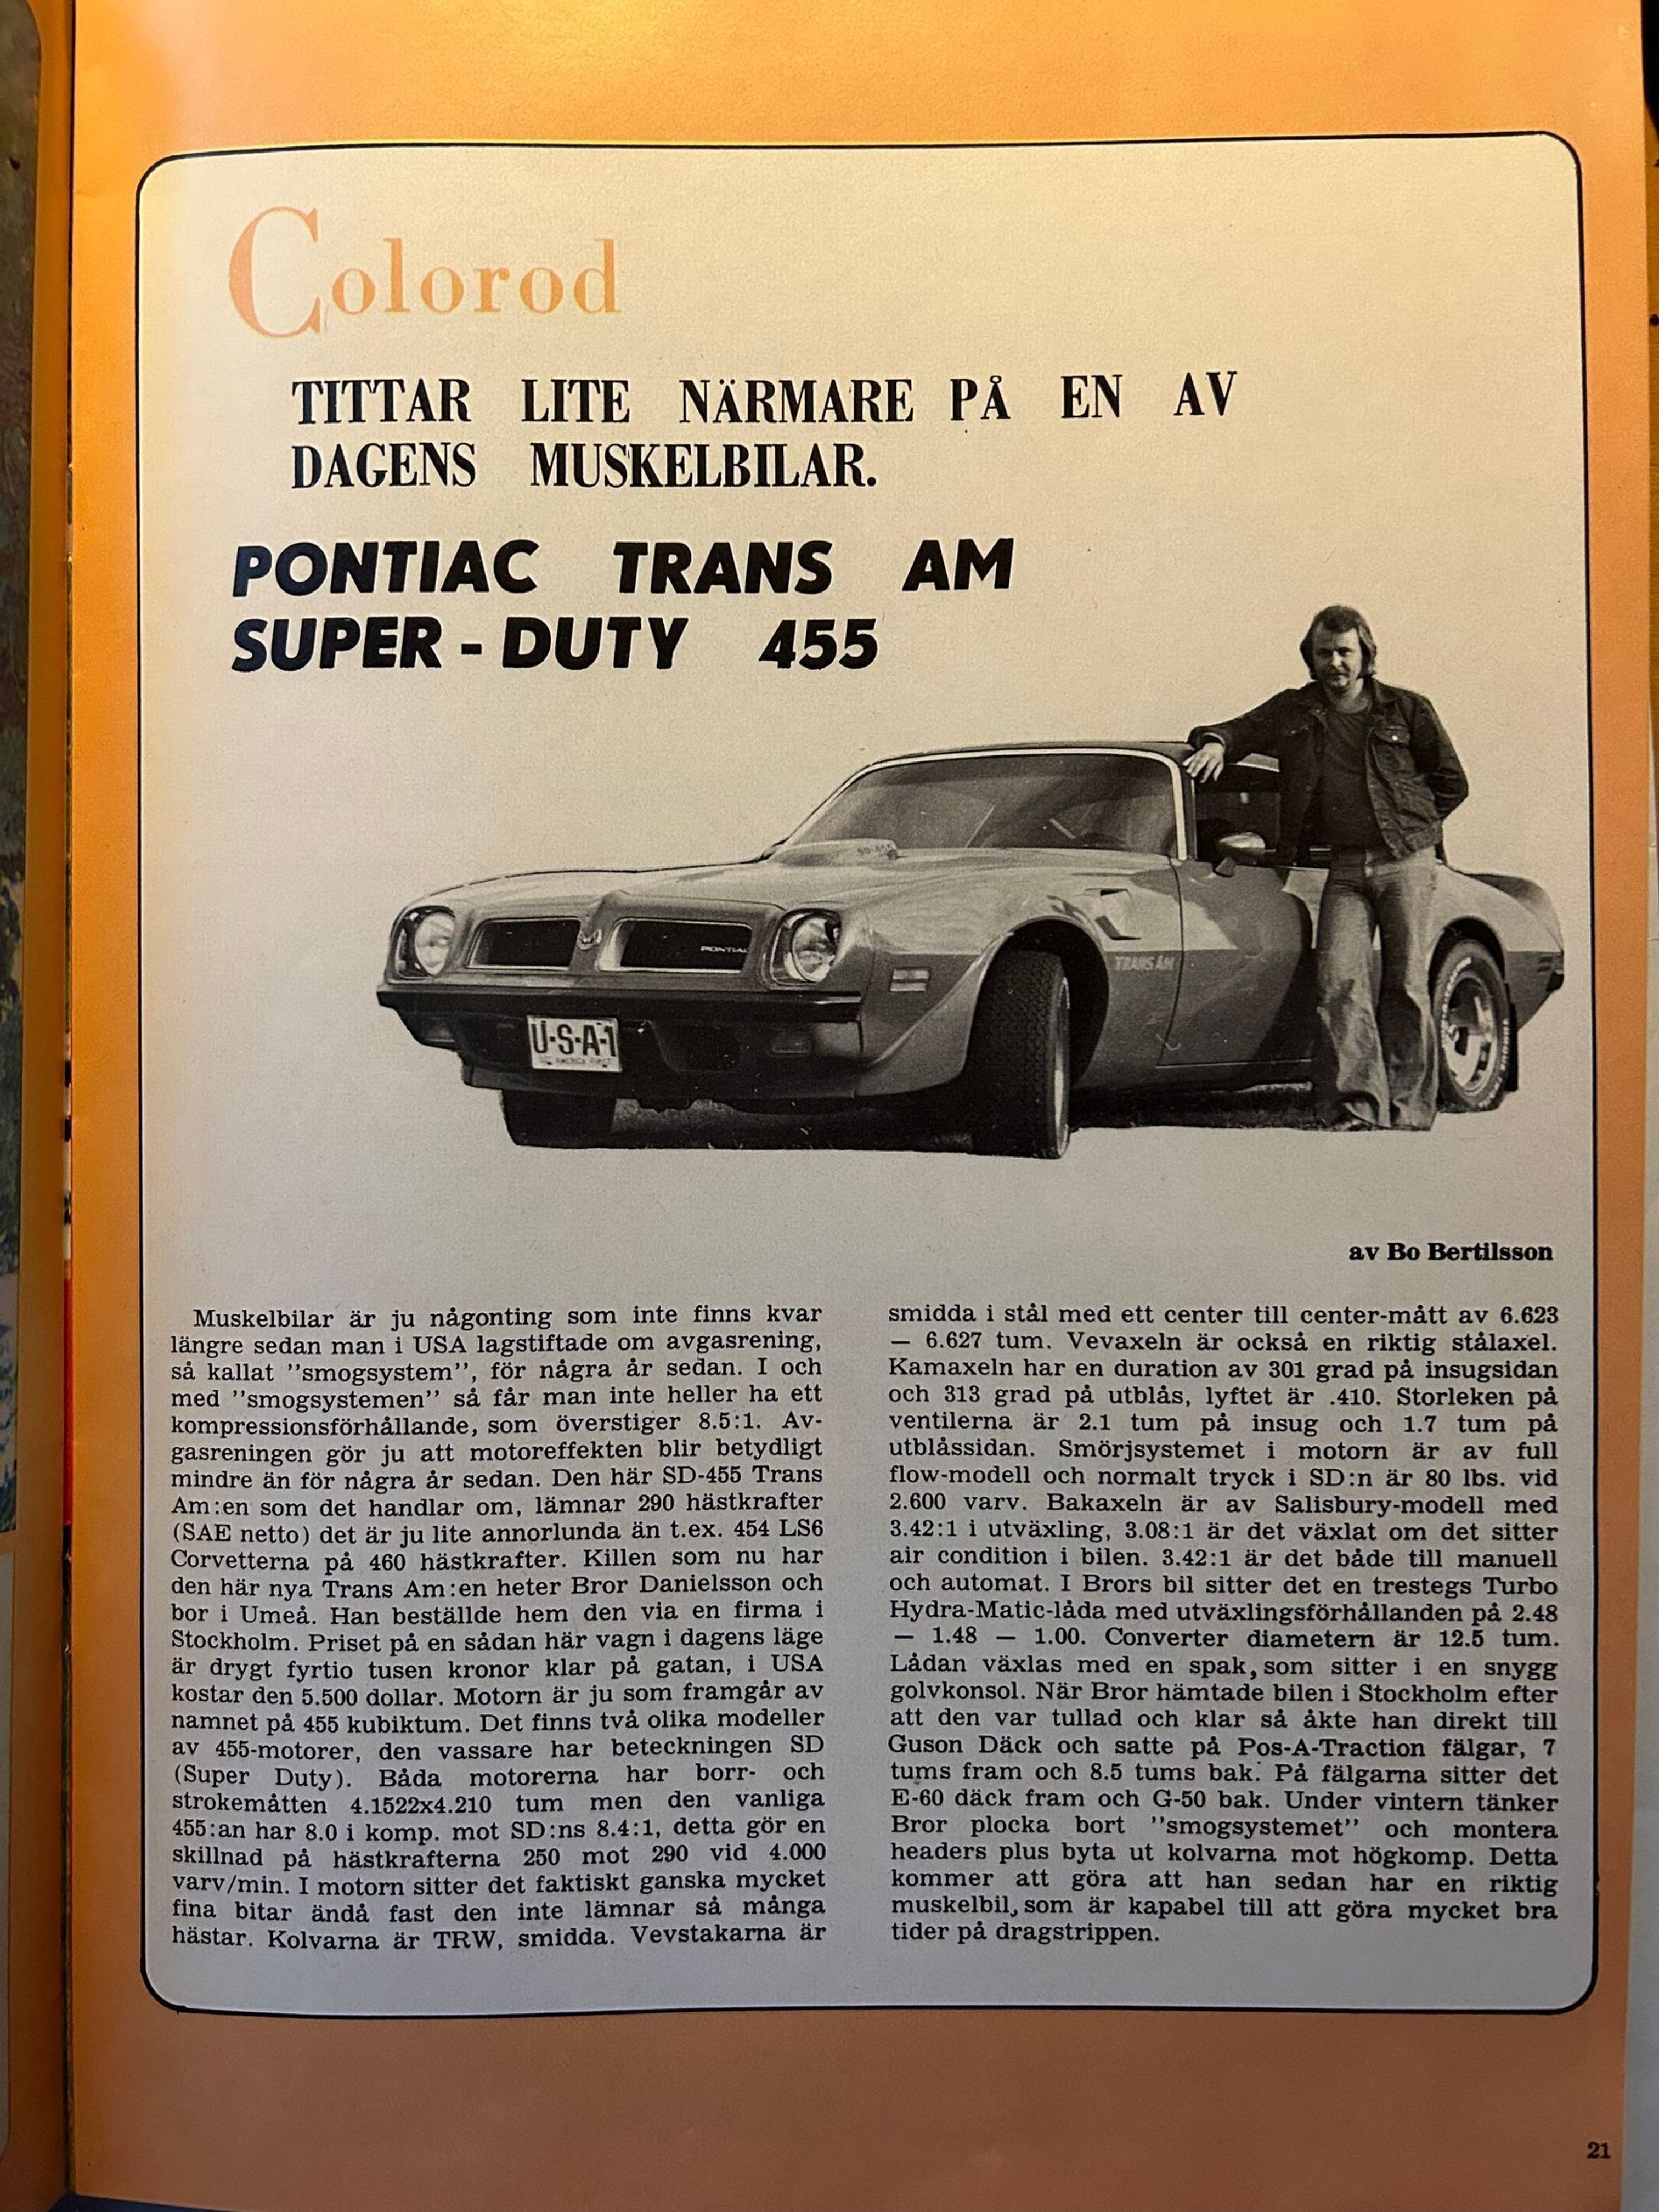 Colorod
TITTAR LITE NÄRMARE PÅ EN AV
DAGENS MUSKELBILAR.
PONTIAC TRANS AM
SUPER-DUTY 455
SD-455
PONTIAC
TRANS AM
U-S-A-1
AMERICA FIRST
av Bo Bertilsson
Muskelbilar är ju någonting som inte finns kvar
längre sedan man i USA lagstiftade om avgasrening,
så kallat ''smogsystem'', för några år sedan. I och
med ''smogsystemen'' så får man inte heller ha ett
kompressionsförhållande, som överstiger 8.5:1. Av-
gasreningen gör ju att motoreffekten blir betydligt
mindre än för några år sedan. Den här SD-455 Trans
Am:en som det handlar om, lämnar 290 hästkrafter
(SAE netto) det är ju lite annorlunda än t.ex. 454 LS6
Corvetterna på 460 hästkrafter. Killen som nu har
den här nya Trans Am:en heter Bror Danielsson och
bor i Umeå. Han beställde hem den via en firma i
Stockholm. Priset på en sådan här vagn i dagens läge
är drygt fyrtio tusen kronor klar på gatan, i USA
kostar den 5.500 dollar. Motorn är ju som framgår av
namnet på 455 kubiktum. Det finns två olika modeller
av 455-motorer, den vassare har beteckningen SD
(Super Duty). Båda motorerna har borr- och
strokemåtten 4.1522x4.210 tum men den vanliga
455:an har 8.0 i komp. mot SD:ns 8.4:1, detta gör en
skillnad på hästkrafterna 250 mot 290 vid 4.000
varv/min. I motorn sitter det faktiskt ganska mycket
fina bitar ändå fast den inte lämnar så många
hästar. Kolvarna är TRW, smidda. Vevstakarna är
smidda i stål med ett center till center-mått av 6.623
— 6.627 tum. Vevaxeln är också en riktig stålaxel.
Kamaxeln har en duration av 301 grad på insugsidan
och 313 grad på utblås, lyftet är .410. Storleken på
ventilerna är 2.1 tum på insug och 1.7 tum på
utblåssidan. Smörjsystemet i motorn är av full
flow-modell och normalt tryck i SD:n är 80 lbs. vid
2.600 varv. Bakaxeln är av Salisbury-modell med
3.42:1 i utväxling, 3.08:1 är det växlat om det sitter
air condition i bilen. 3.42:1 är det både till manuell
och automat. I Brors bil sitter det en trestegs Turbo
Hydra-Matic-låda med utväxlingsförhållanden på 2.48
— 1.48 — 1.00. Converter diametern är 12.5 tum.
Lådan växlas med en spak, som sitter i en snygg
golvkonsol. När Bror hämtade bilen i Stockholm efter
att den var tullad och klar så åkte han direkt till
Guson Däck och satte på Pos-A-Traction fälgar, 7
tums fram och 8.5 tums bak. På fälgarna sitter det
E-60 däck fram och G-50 bak. Under vintern tänker
Bror plocka bort ''smogsystemet'' och montera
headers plus byta ut kolvarna mot högkomp. Detta
kommer att göra att han sedan har en riktig
muskelbil, som är kapabel till att göra mycket bra
tider på dragstrippen.
21